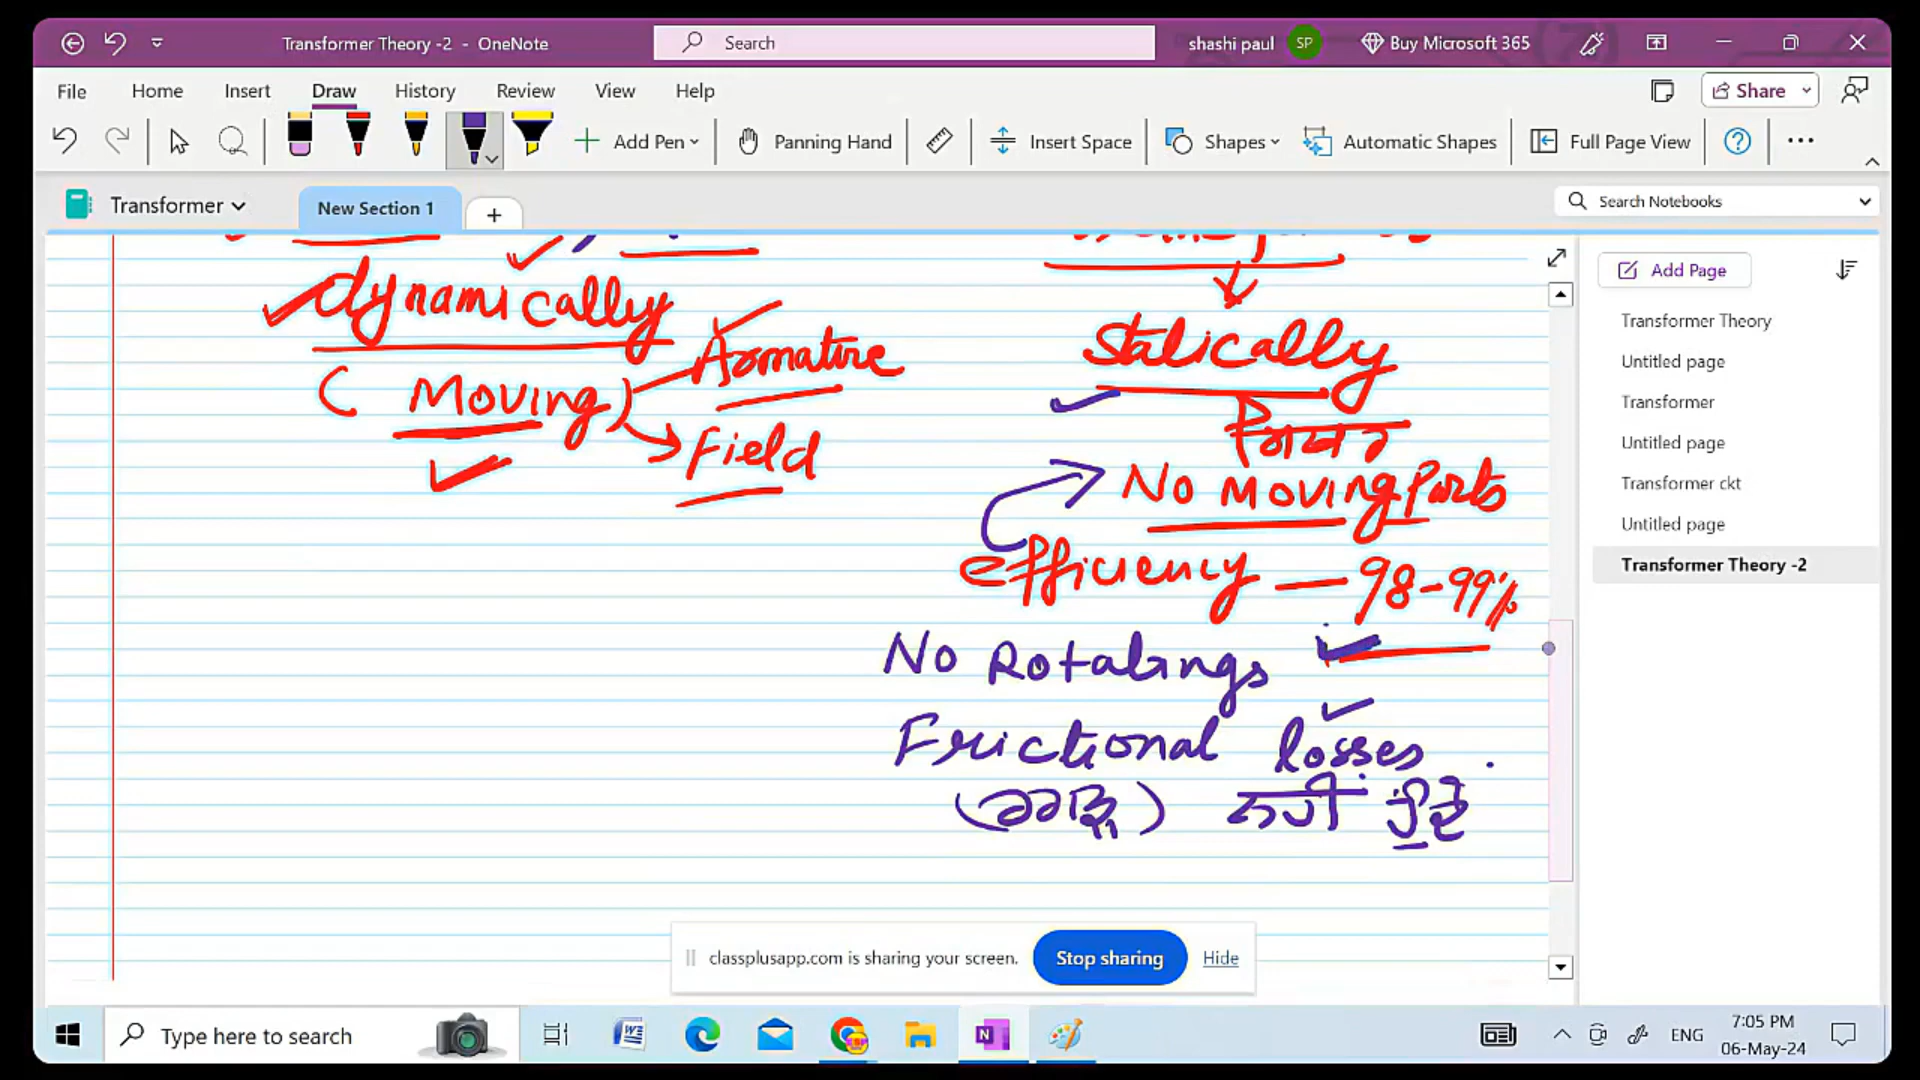 Transformer Theory -2 - OneNote
Search
shashi paul
SP
Buy Microsoft 365
File Home Insert Draw History Review View Help
Share
Add Pen
Panning Hand
Insert Space
Shapes
Automatic Shapes
Full Page View
Transformer
New Section 1
Search Notebooks
dynamically
( Moving )
Armature
Field
Statically
No Moving Parts
efficiency — 98-99%
No Rotatings
Frictional losses .
Add Page
Transformer Theory
Untitled page
Transformer
Untitled page
Transformer ckt
Untitled page
Transformer Theory -2
classplusapp.com is sharing your screen.
Stop sharing
Hide
Type here to search
ENG
7:05 PM
06-May-24